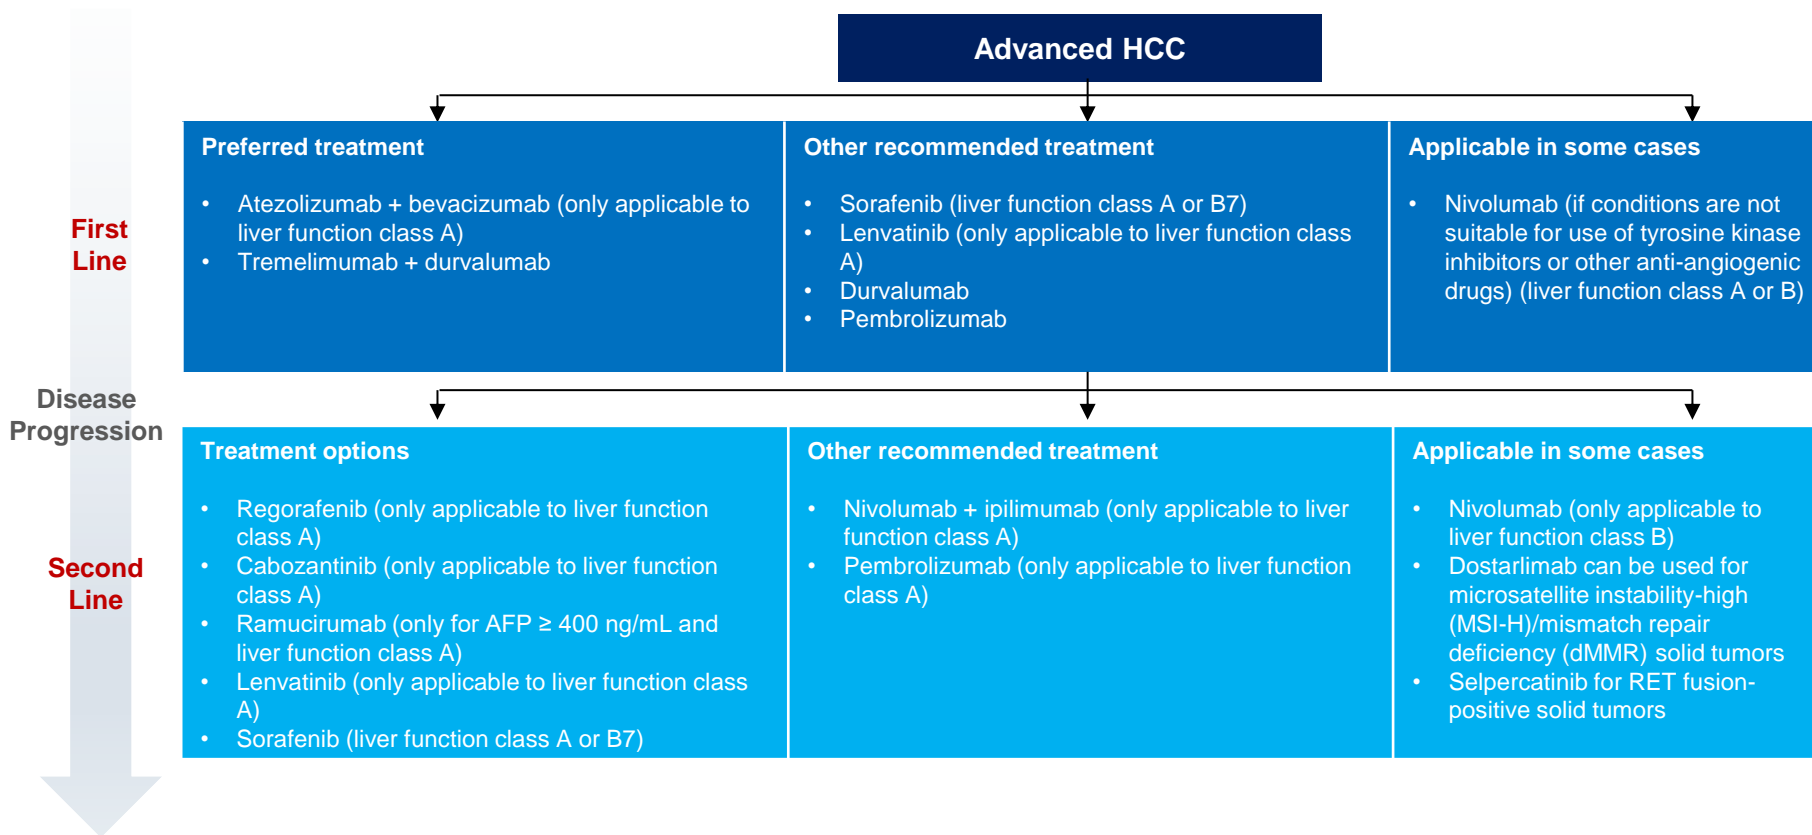 Advanced HCC
First
Line
Preferred treatment
• Atezolizumab + bevacizumab (only applicable to
liver function class A)
• Tremelimumab + durvalumab
Other recommended treatment
• Sorafenib (liver function class A or B7)
• Lenvatinib (only applicable to liver function class
A)
• Durvalumab
• Pembrolizumab
Applicable in some cases
• Nivolumab (if conditions are not
suitable for use of tyrosine kinase
inhibitors or other anti-angiogenic
drugs) (liver function class A or B)
Disease
Progression
Second
Line
Treatment options
• Regorafenib (only applicable to liver function
class A)
• Cabozantinib (only applicable to liver function
class A)
• Ramucirumab (only for AFP ≥ 400 ng/mL and
liver function class A)
• Lenvatinib (only applicable to liver function class
A)
• Sorafenib (liver function class A or B7)
Other recommended treatment
• Nivolumab + ipilimumab (only applicable to liver
function class A)
• Pembrolizumab (only applicable to liver function
class A)
Applicable in some cases
• Nivolumab (only applicable to
liver function class B)
• Dostarlimab can be used for
microsatellite instability-high
(MSI-H)/mismatch repair
deficiency (dMMR) solid tumors
• Selpercatinib for RET fusion-
positive solid tumors